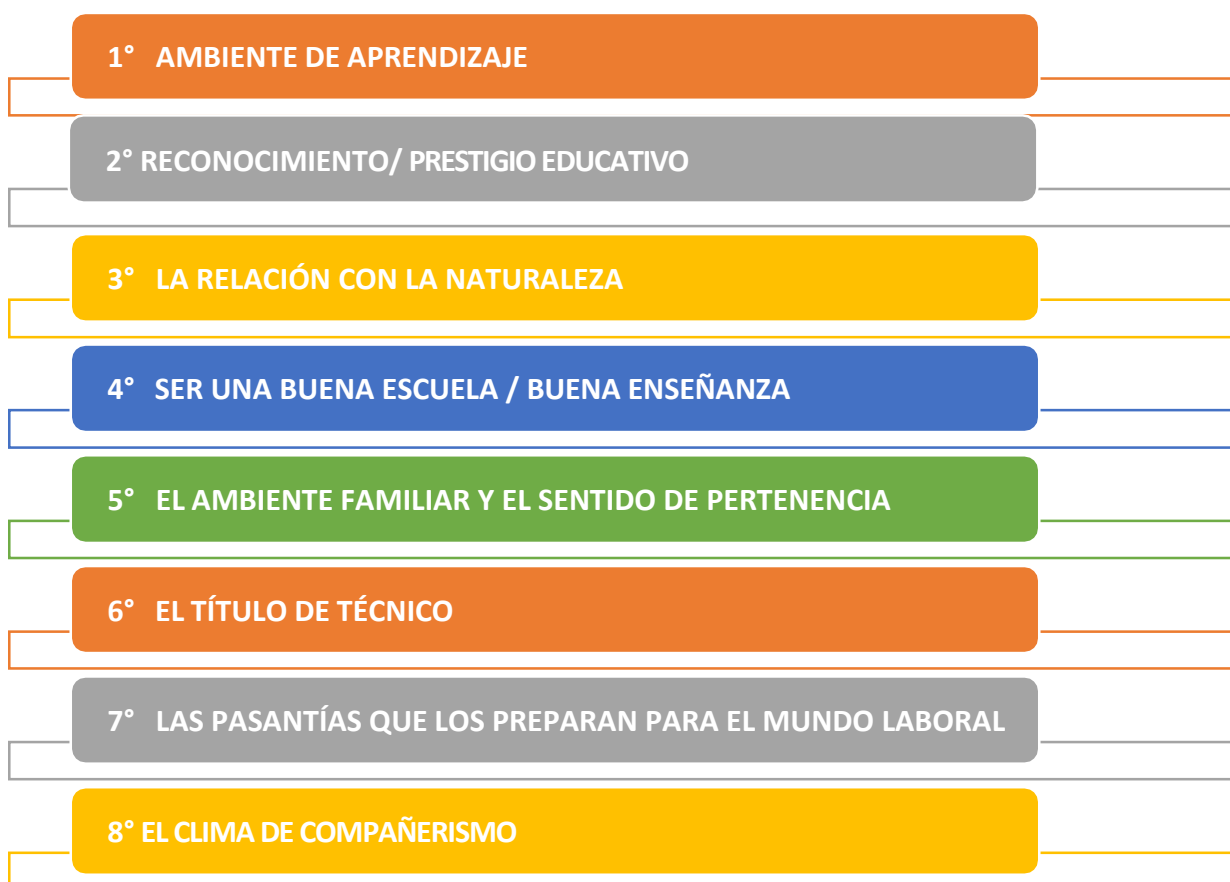 1° AMBIENTE DE APRENDIZAJE
2° RECONOCIMIENTO/ PRESTIGIO EDUCATIVO
3° LA RELACIÓN CON LA NATURALEZA
4° SER UNA BUENA ESCUELA / BUENA ENSEÑANZA
5° EL AMBIENTE FAMILIAR Y EL SENTIDO DE PERTENENCIA
6° EL TÍTULO DE TÉCNICO
7° LAS PASANTÍAS QUE LOS PREPARAN PARA EL MUNDO LABORAL
8° EL CLIMA DE COMPAÑERISMO